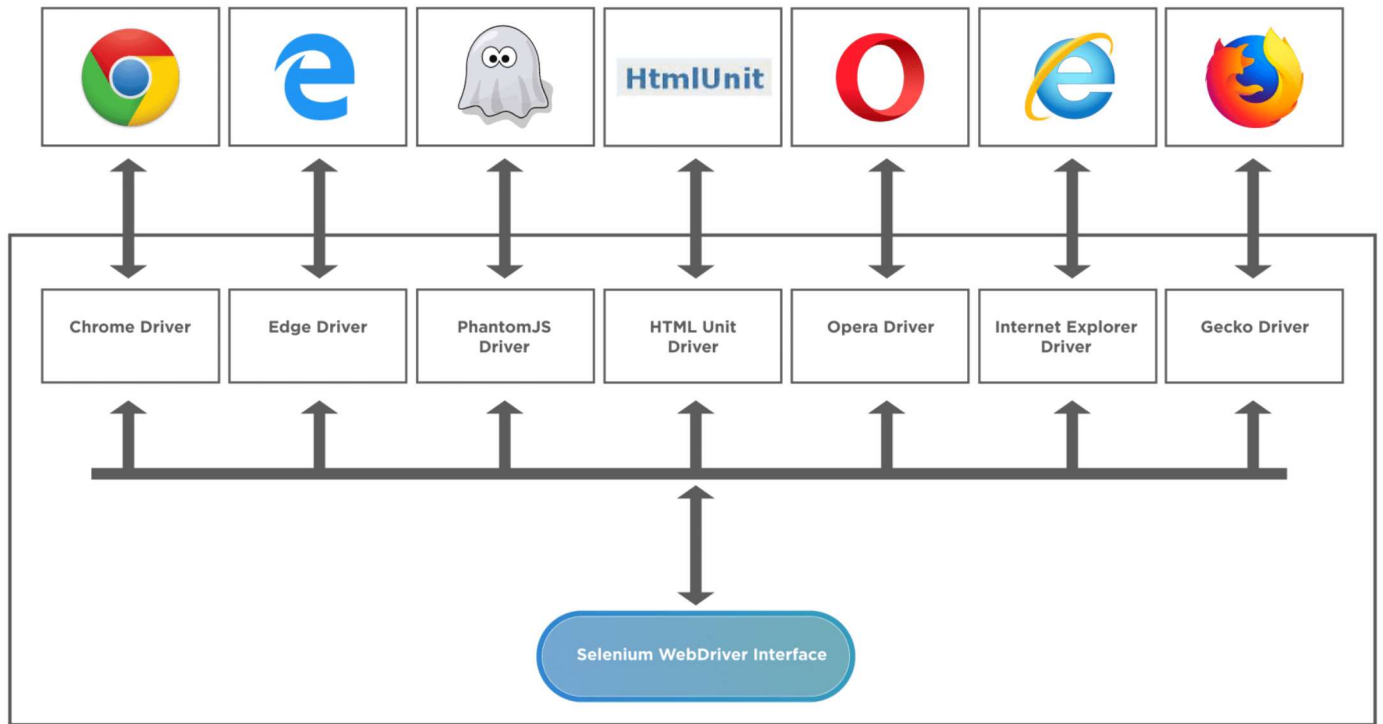 HtmlUnit
Chrome Driver
Edge Driver
PhantomJS
Driver
HTML Unit
Driver
Opera Driver
Internet Explorer
Driver
Gecko Driver
Selenium WebDriver Interface